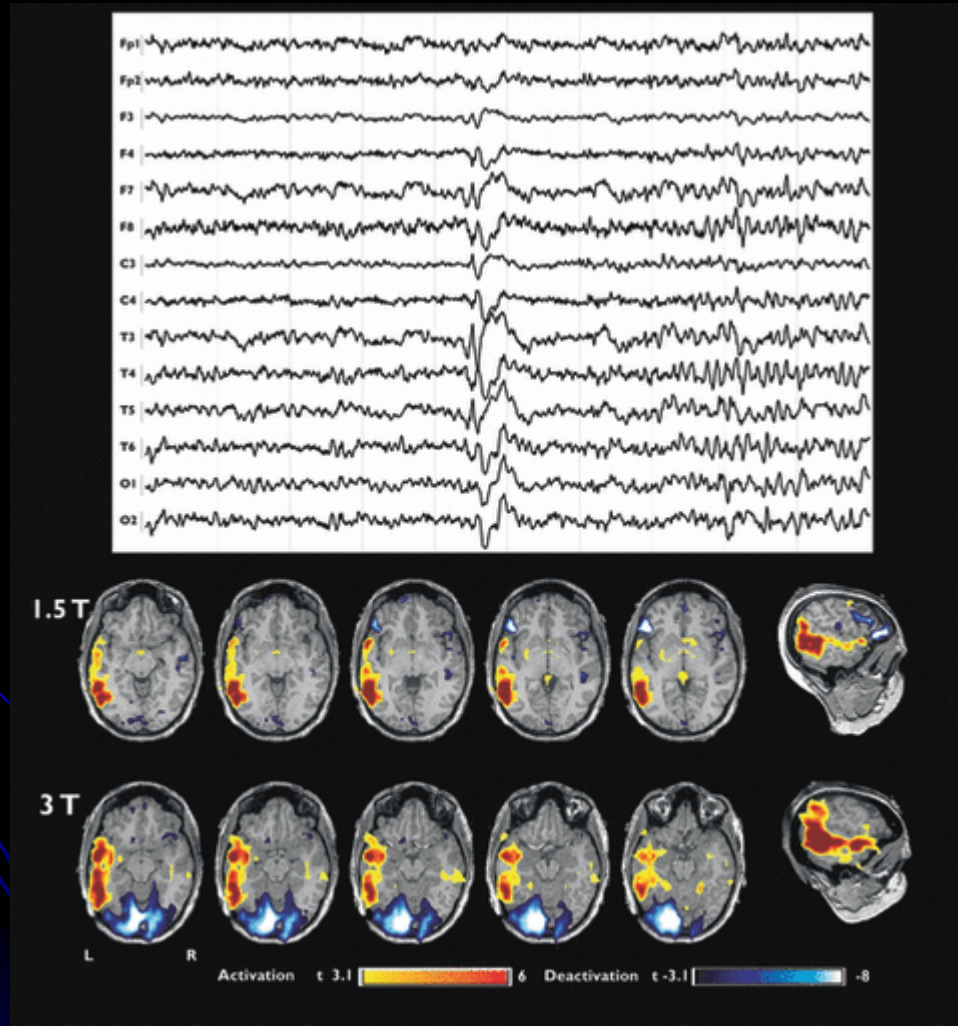 Fp1
Fp2
F3
F4
F7
F8
C3
C4
T3
T4
T5
T6
O1
O2
1.5 T
3 T
L R
Activation t 3.1 6 Deactivation t -3.1 -8